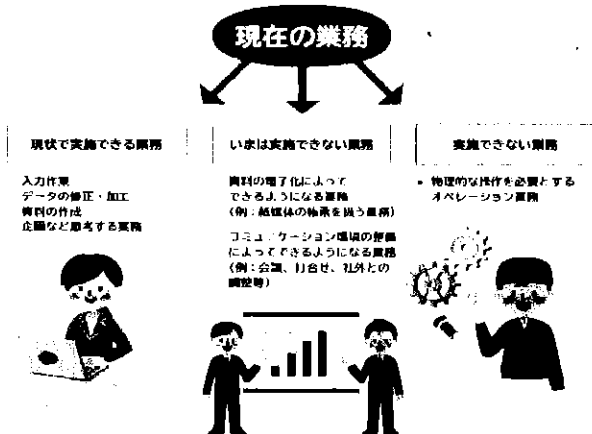 現在の業務
現状で実施できる業務
入力作業
データの修正・加工
資料の作成
企画など思考する業務
いまは実施できない業務
資料の電子化によって
できるようになる業務
(例:紙媒体の帳票を扱う業務)
コミュニケーション環境の整備
によってできるようになる業務
(例:会議、打合せ、社外との
調整等)
実施できない業務
• 物理的な操作を必要とする
オペレーション業務